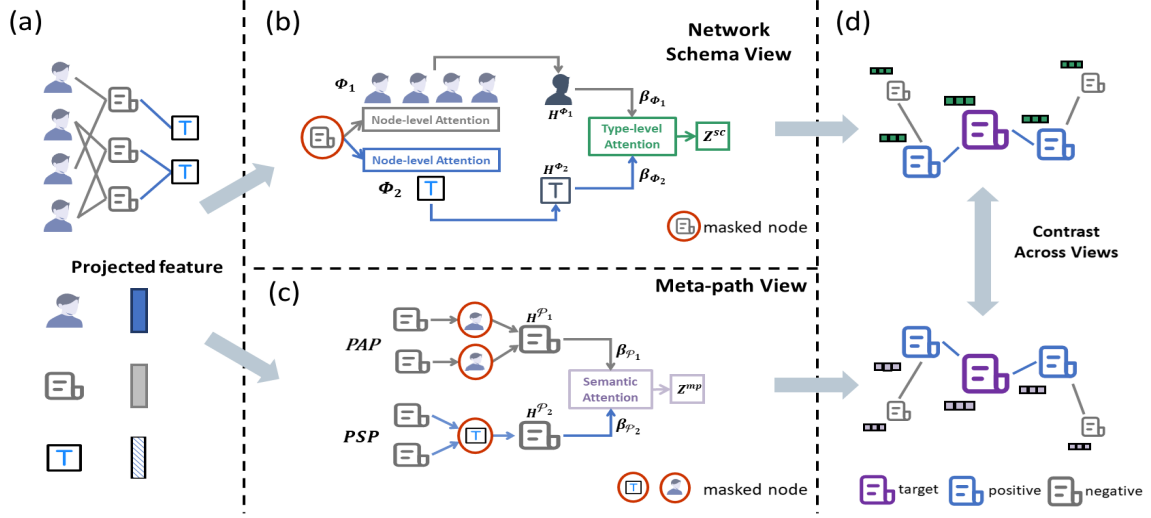 (a)
T
T
Projected feature
T
(b)
Network
Schema View
Φ₁
Node-level Attention
Node-level Attention
Φ₂
T
H^Φ₁
H^Φ₂
T
β_Φ₁
Type-level
Attention
β_Φ₂
Z^sc
masked node
(c)
Meta-path View
PAP
H^𝒫₁
β_𝒫₁
Semantic
Attention
Z^mp
PSP
T
H^𝒫₂
β_𝒫₂
T
masked node
(d)
Contrast
Across Views
target
positive
negative